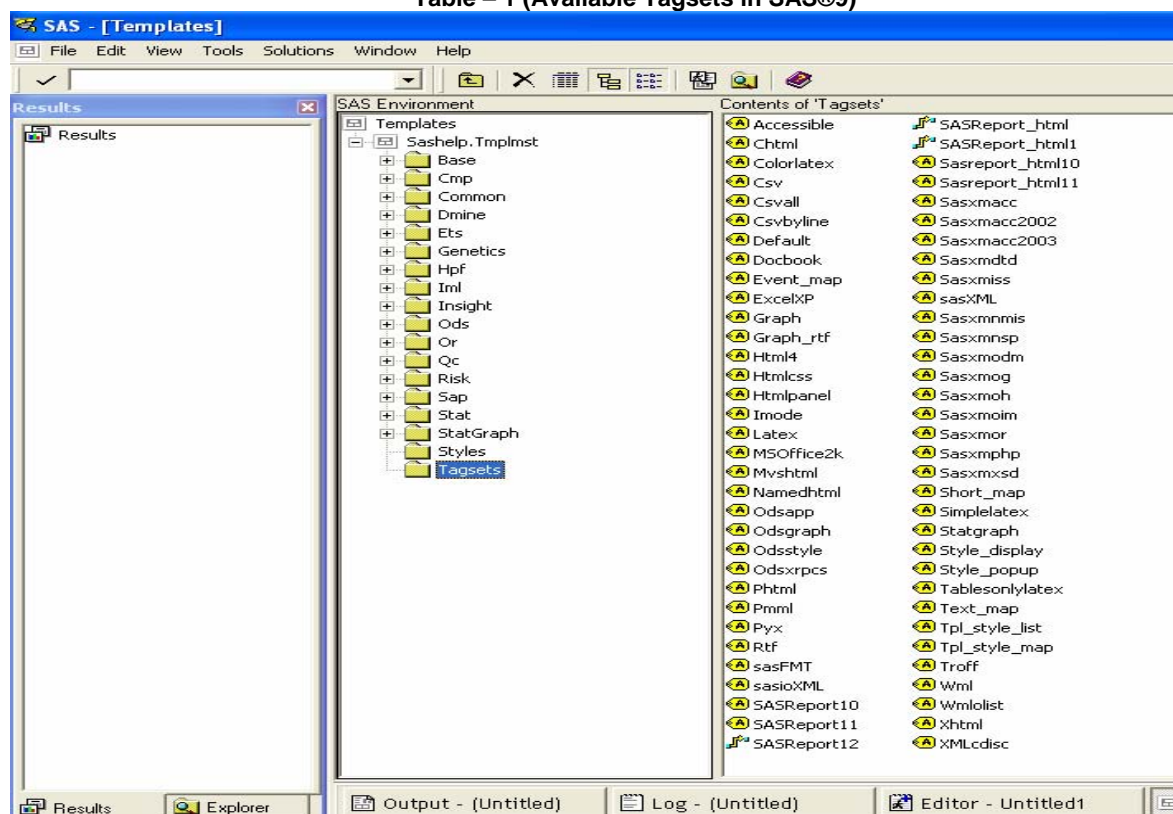 Table – 1 (Available Tagsets in SAS®9)
SAS - [Templates]
File Edit View Tools Solutions Window Help
Results
Results
SAS Environment
Templates
Sashelp.Tmplmst
Base
Cmp
Common
Dmine
Ets
Genetics
Hpf
Iml
Insight
Ods
Or
Qc
Risk
Sap
Stat
StatGraph
Styles
Tagsets
Contents of 'Tagsets'
Accessible
Chtml
Colorlatex
Csv
Csvall
Csvbyline
Default
Docbook
Event_map
ExcelXP
Graph
Graph_rtf
Html4
Htmlcss
Htmlpanel
Imode
Latex
MSOffice2k
Mvshtml
Namedhtml
Odsapp
Odsgraph
Odsstyle
Odsxrpcs
Phtml
Pmml
Pyx
Rtf
sasFMT
sasioXML
SASReport10
SASReport11
SASReport12
SASReport_html
SASReport_html1
Sasreport_html10
Sasreport_html11
Sasxmacc
Sasxmacc2002
Sasxmacc2003
Sasxmdtd
Sasxmiss
sasXML
Sasxmnmis
Sasxmnsp
Sasxmodm
Sasxmog
Sasxmoh
Sasxmoim
Sasxmor
Sasxmphp
Sasxmxsd
Short_map
Simplelatex
Statgraph
Style_display
Style_popup
Tablesonlylatex
Text_map
Tpl_style_list
Tpl_style_map
Troff
Wml
Wmlolist
Xhtml
XMLcdisc
Results Explorer
Output - (Untitled) Log - (Untitled) Editor - Untitled1